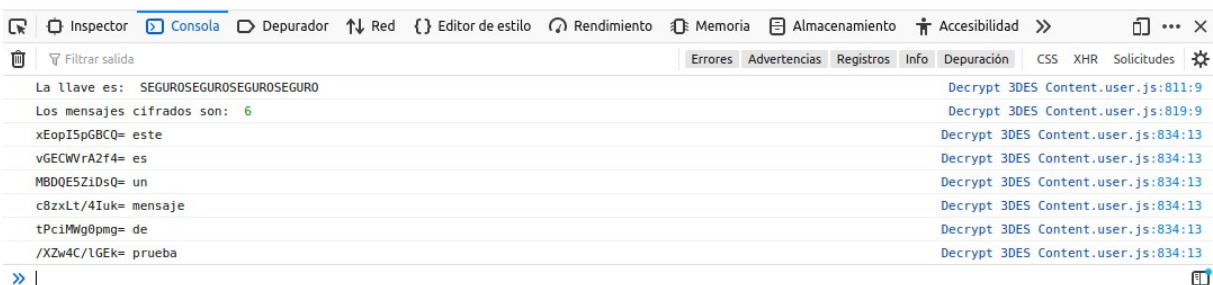 Inspector Consola Depurador Red Editor de estilo Rendimiento Memoria Almacenamiento Accesibilidad
Filtrar salida Errores Advertencias Registros Info Depuración CSS XHR Solicitudes
La llave es: SEGUROSEGUROSEGUROSEGURO Decrypt 3DES Content.user.js:811:9
Los mensajes cifrados son: 6 Decrypt 3DES Content.user.js:819:9
xEopI5pGBCQ= este Decrypt 3DES Content.user.js:834:13
vGECWVrA2f4= es Decrypt 3DES Content.user.js:834:13
MBDQE5ZiDsQ= un Decrypt 3DES Content.user.js:834:13
c8zxLt/4Iuk= mensaje Decrypt 3DES Content.user.js:834:13
tPciMWg0pmg= de Decrypt 3DES Content.user.js:834:13
/XZw4C/lGEk= prueba Decrypt 3DES Content.user.js:834:13